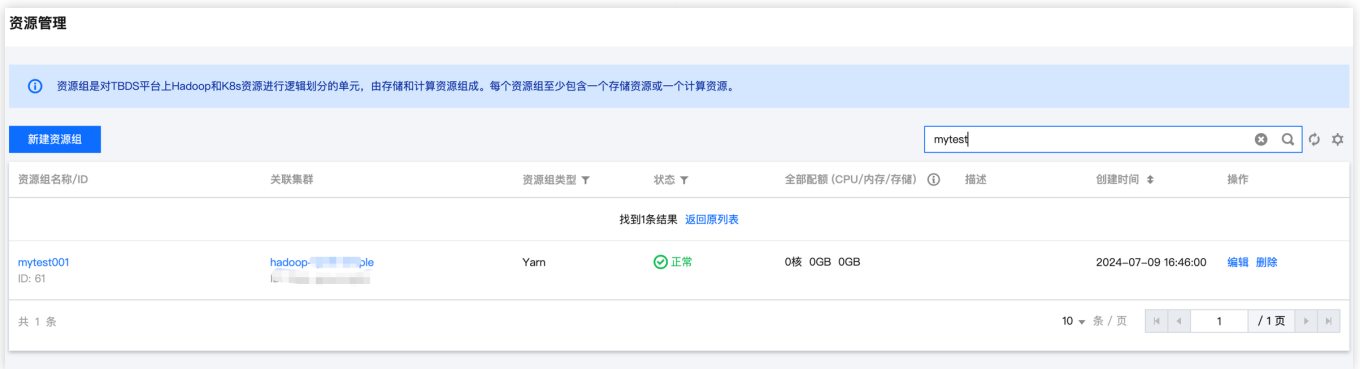 资源管理
资源组是对TBDS平台上Hadoop和K8s资源进行逻辑划分的单元，由存储和计算资源组成。每个资源组至少包含一个存储资源或一个计算资源。
新建资源组 mytest
资源组名称/ID 关联集群 资源组类型 状态 全部配额 (CPU/内存/存储) 描述 创建时间 操作
找到1条结果 返回原列表
mytest001 hadoop- ple Yarn 正常 0核 0GB 0GB 2024-07-09 16:46:00 编辑 删除
ID: 61
共 1 条 10 条 / 页 1 / 1 页